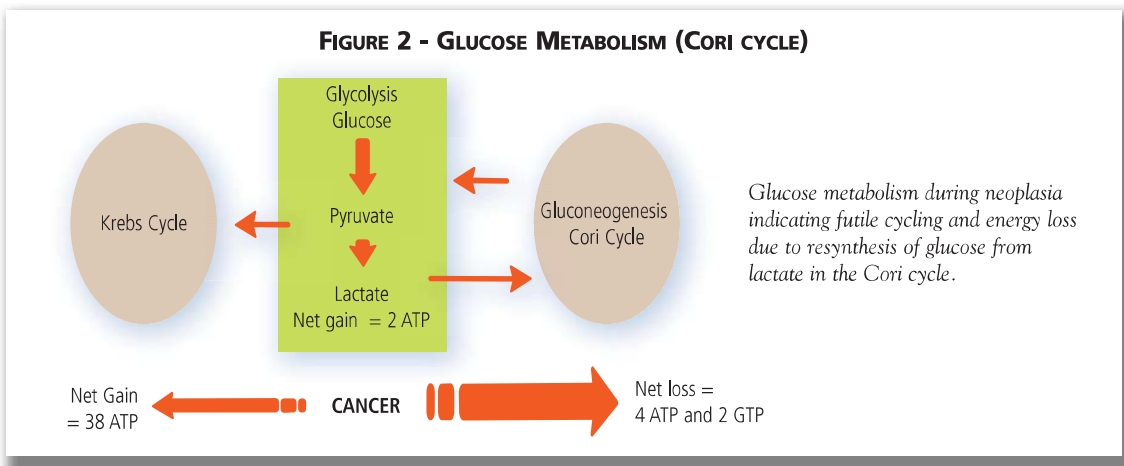 FIGURE 2 - GLUCOSE METABOLISM (CORI CYCLE)
Glycolysis
Glucose
Pyruvate
Lactate
Net gain = 2 ATP
Krebs Cycle
Gluconeogenesis
Cori Cycle
Glucose metabolism during neoplasia
indicating futile cycling and energy loss
due to resynthesis of glucose from
lactate in the Cori cycle.
Net Gain
= 38 ATP
CANCER
Net loss =
4 ATP and 2 GTP